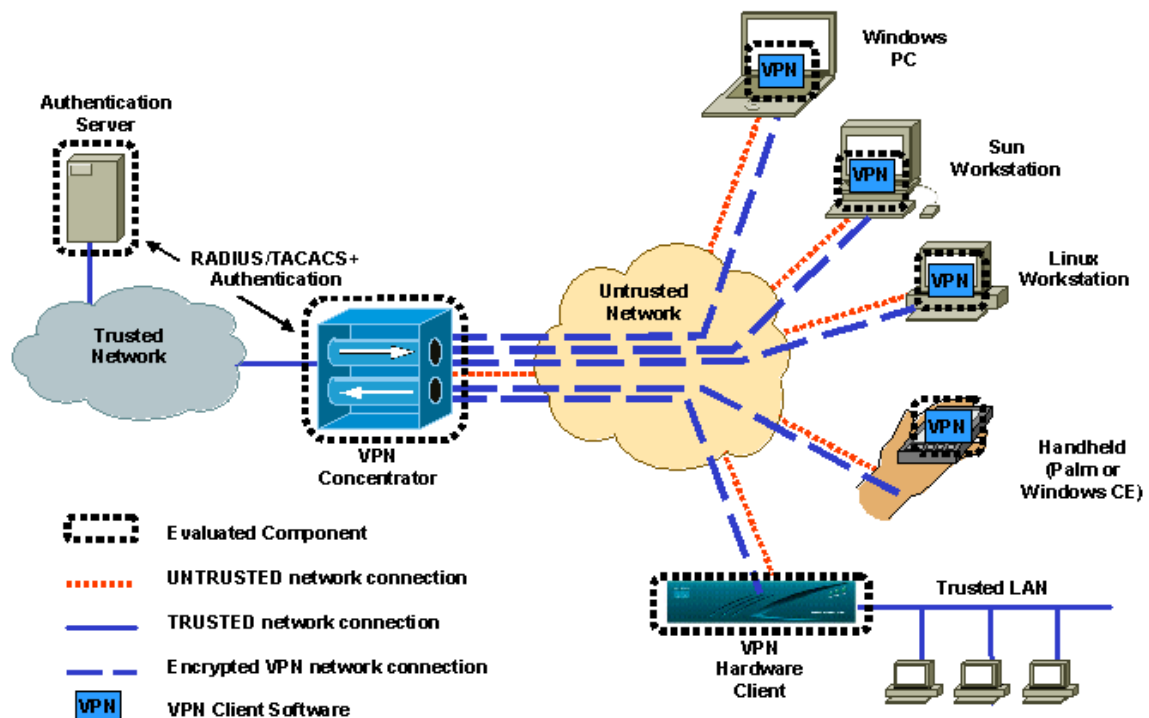 Windows
PC
VPN
Authentication
Server
Sun
Workstation
VPN
RADIUS/TACACS+
Authentication
Linux
Workstation
VPN
Untrusted
Network
Trusted
Network
VPN
Concentrator
VPN
Handheld
(Palm or
Windows CE)
Evaluated Component
UNTRUSTED network connection
TRUSTED network connection
Encrypted VPN network connection
VPN
VPN Client Software
Trusted LAN
VPN
Hardware
Client